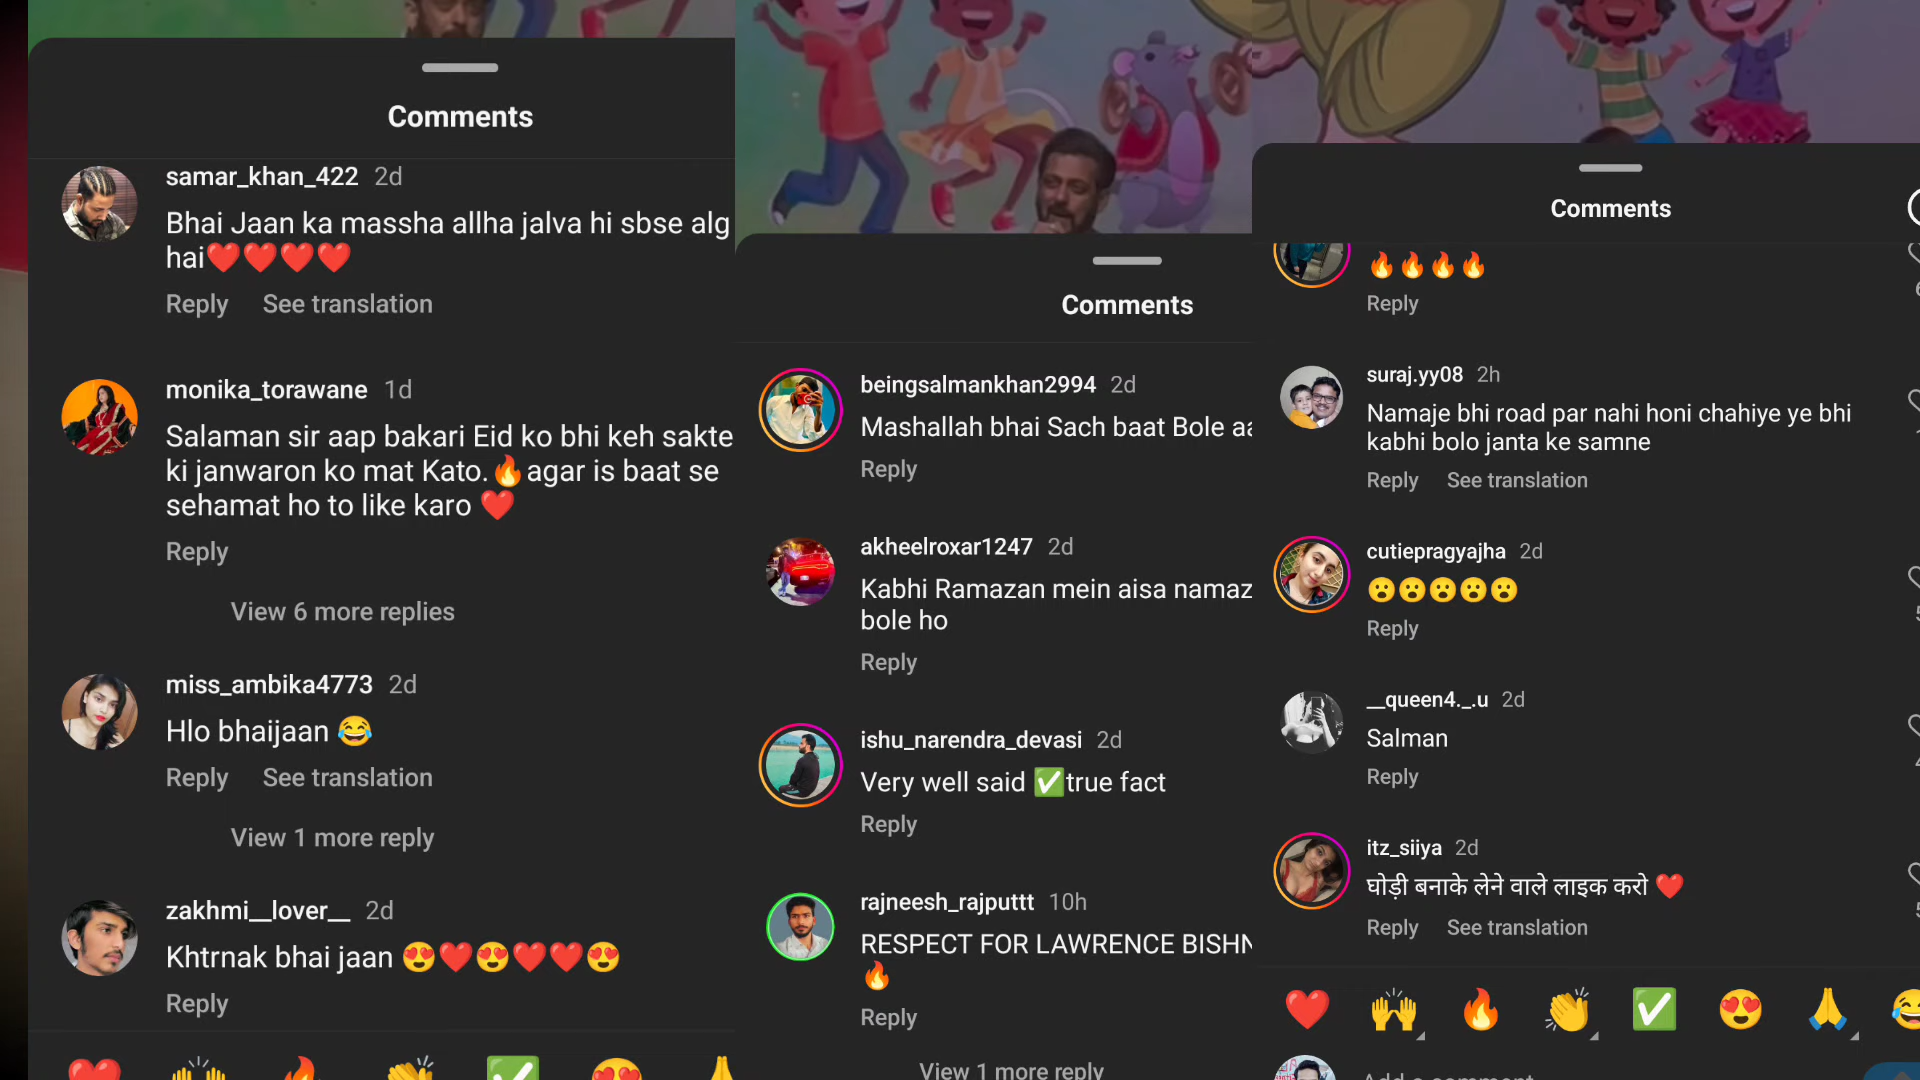 Comments
samar_khan_422 2d
Bhai Jaan ka massha allha jalva hi sbse alg
hai❤️❤️❤️❤️
Reply See translation
monika_torawane 1d
Salaman sir aap bakari Eid ko bhi keh sakte
ki janwaron ko mat Kato.🔥agar is baat se
sehamat ho to like karo ❤️
Reply
View 6 more replies
miss_ambika4773 2d
Hlo bhaijaan 😂
Reply See translation
View 1 more reply
zakhmi__lover__ 2d
Khtrnak bhai jaan 😍❤️😍❤️❤️😍
Reply
Comments
beingsalmankhan2994 2d
Mashallah bhai Sach baat Bole
Reply
akheelroxar1247 2d
Kabhi Ramazan mein aisa namaz
bole ho
Reply
ishu_narendra_devasi 2d
Very well said ✅true fact
Reply
rajneesh_rajputtt 10h
RESPECT FOR LAWRENCE
🔥
Reply
View 1 more reply
Comments
🔥🔥🔥🔥
Reply
suraj.yy08 2h
Namaje bhi road par nahi honi chahiye ye bhi
kabhi bolo janta ke samne
Reply See translation
cutiepragyajha 2d
😮😮😮😮😮
Reply
__queen4._.u 2d
Salman
Reply
itz_siiya 2d
घोड़ी बनाके लेने वाले लाइक करो ❤️
Reply See translation